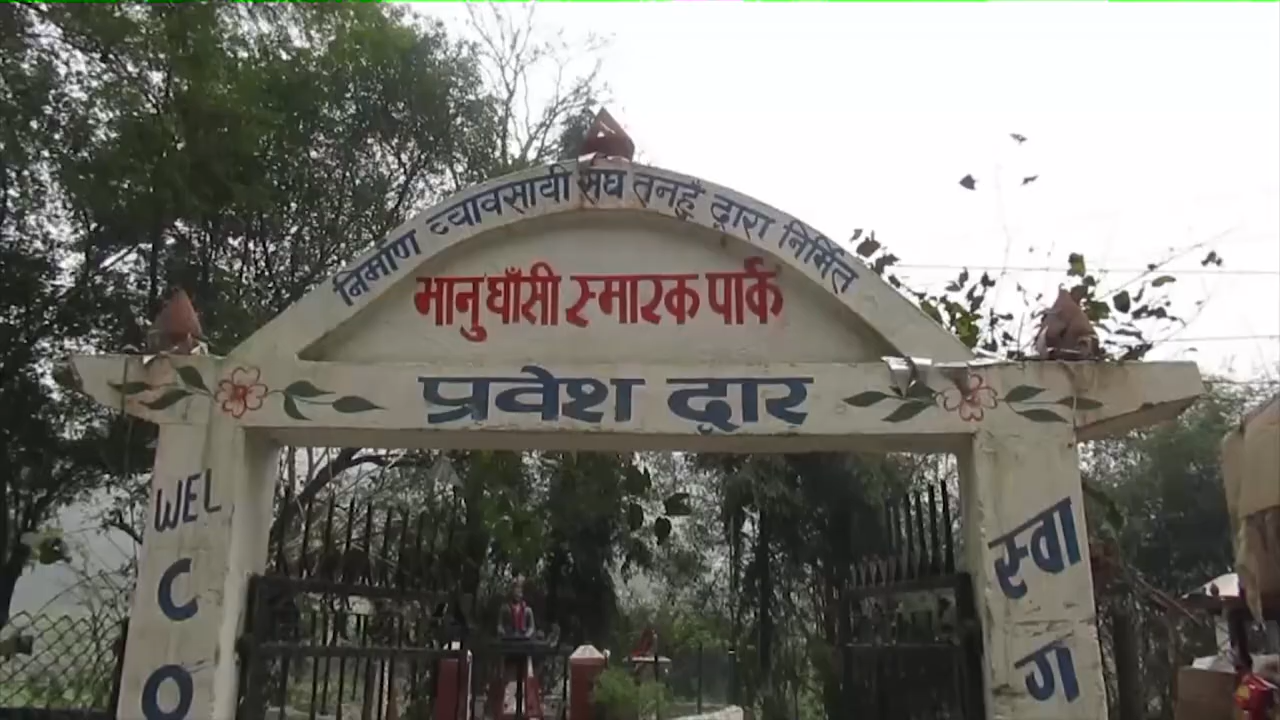 निर्माण ब्यावसायी संघ तनहुँ द्वारा निर्मित
भानु घाँसी स्मारक पार्क
प्रवेश द्वार
WEL
C
O
स्वा
ग